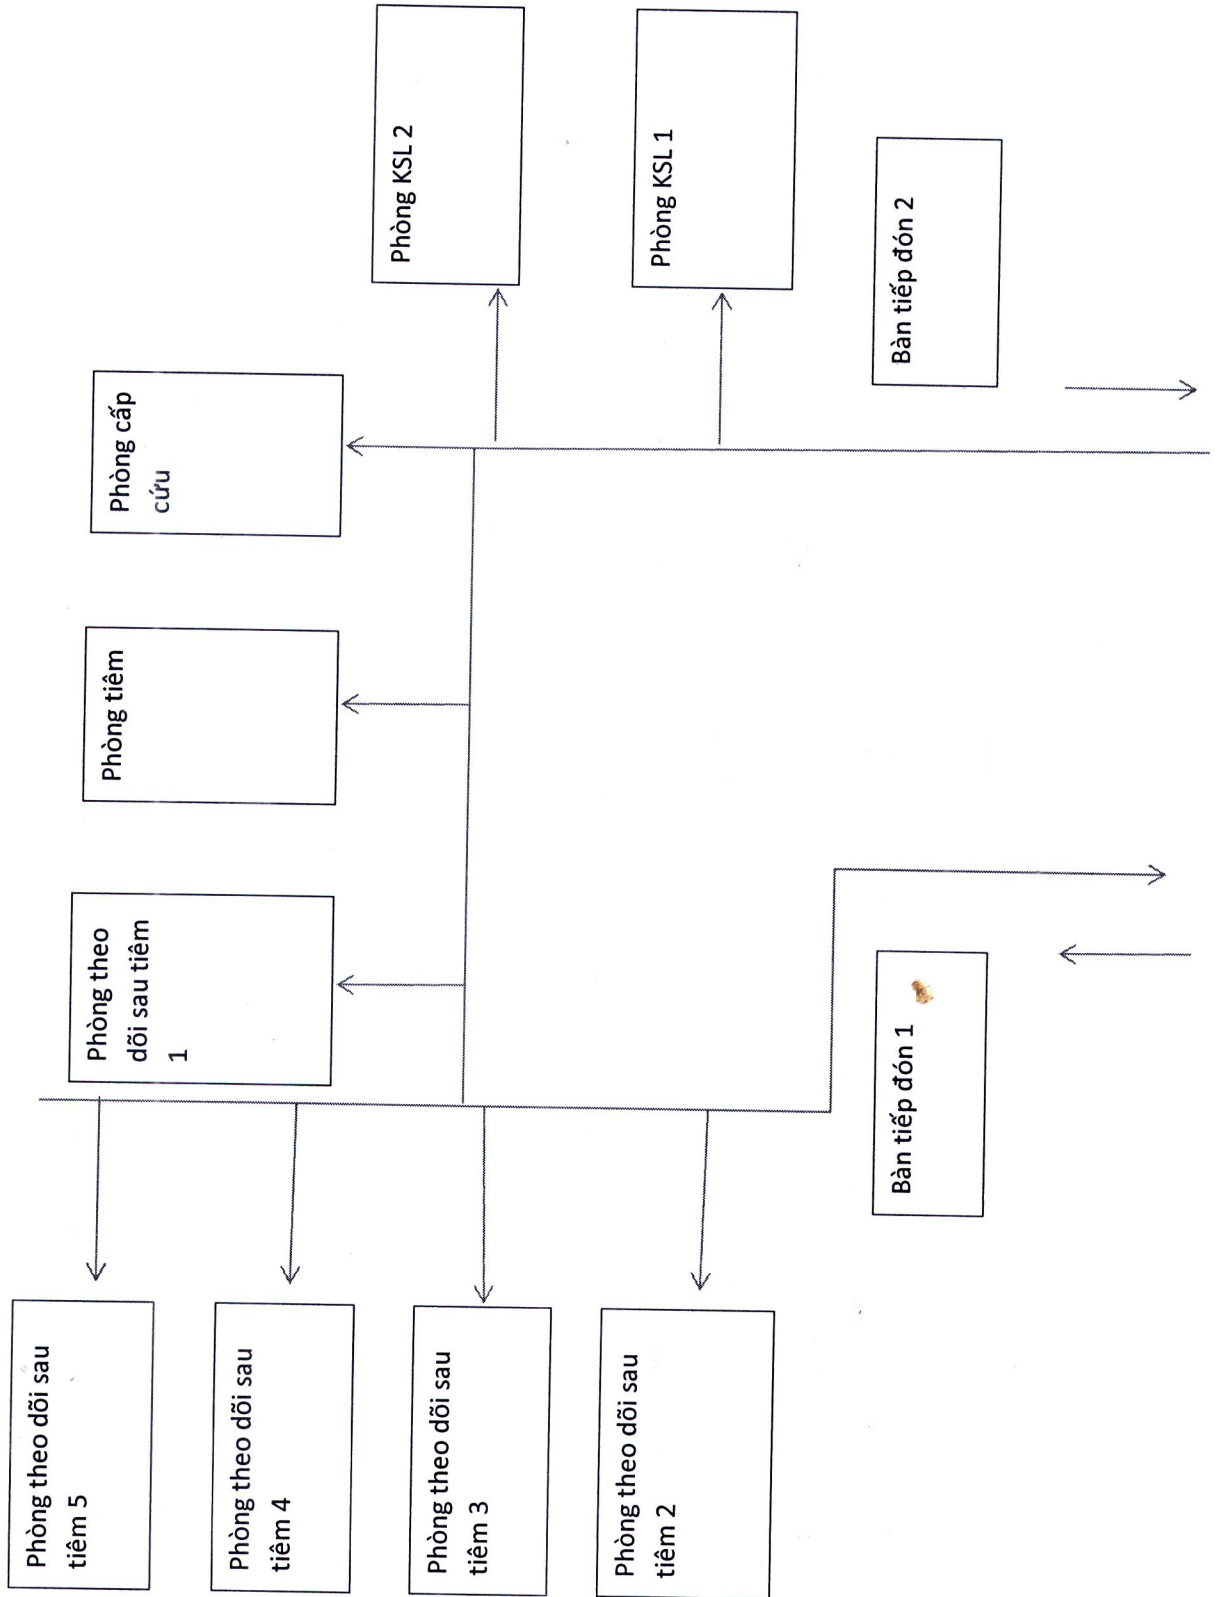 Phòng theo dõi sau
tiêm 5
Phòng theo
dõi sau tiêm
1
Phòng tiêm
Phòng cấp
cứu
Phòng theo dõi sau
tiêm 4
Phòng theo dõi sau
tiêm 3
Phòng KSL 2
Phòng theo dõi sau
tiêm 2
Phòng KSL 1
Bàn tiếp đón 1
Bàn tiếp đón 2